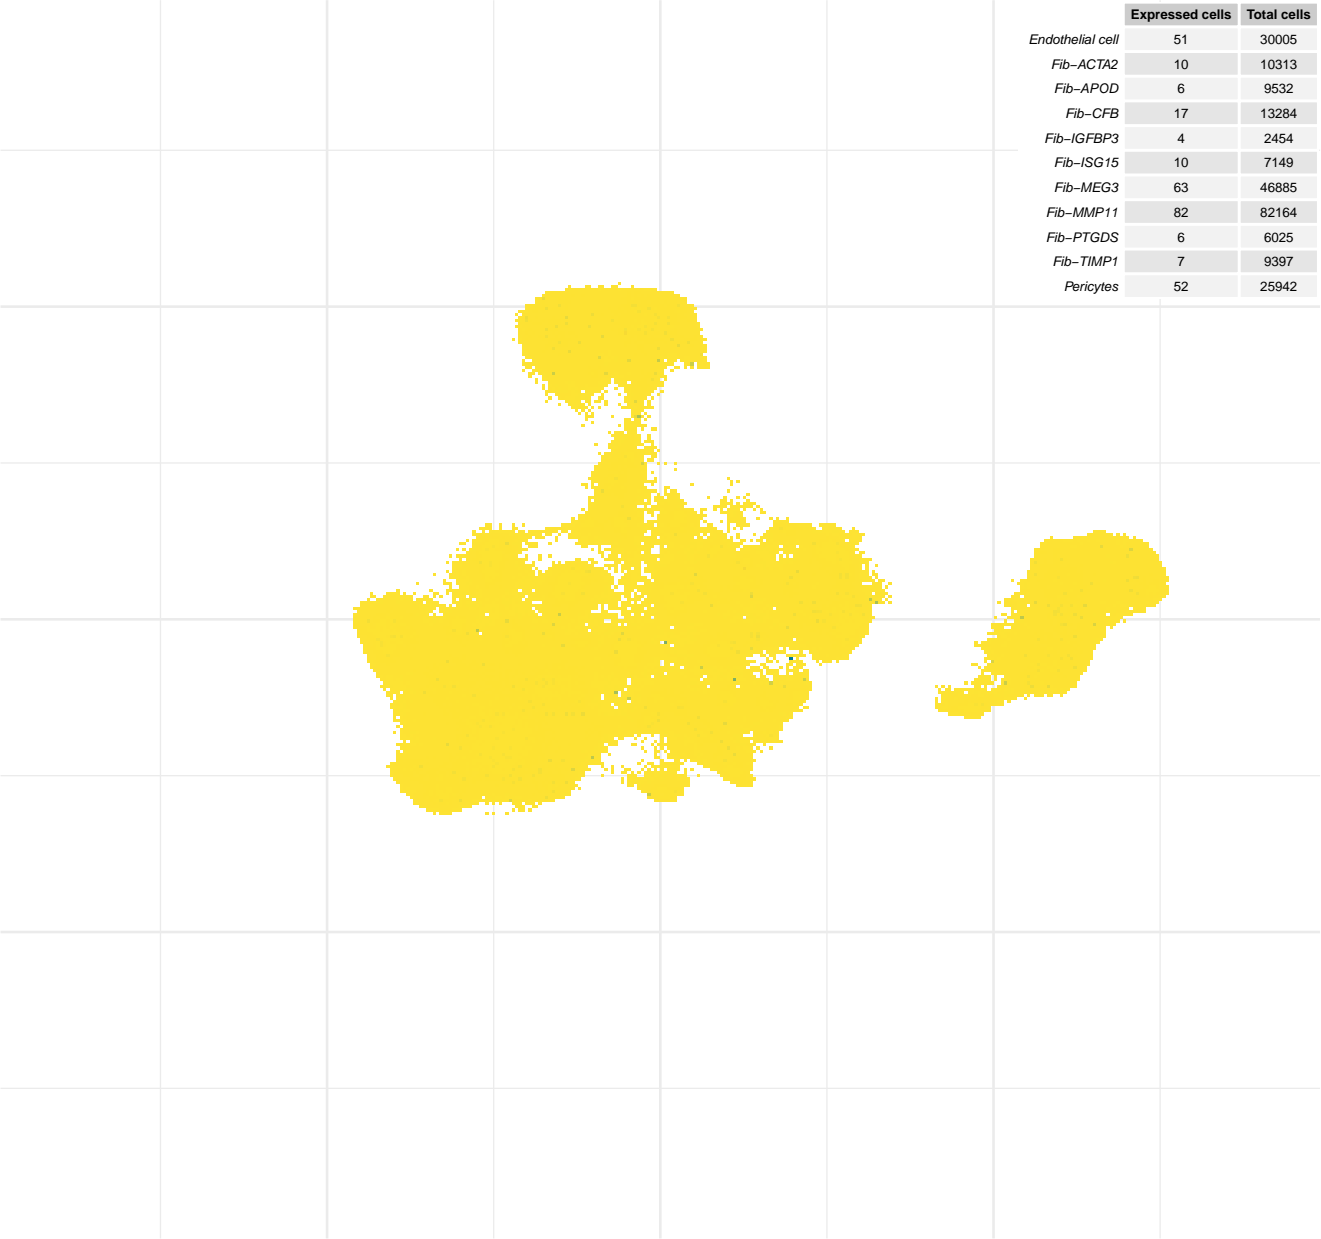 Expressed cells Total cells
Endothelial cell 51 30005
Fib−ACTA2 10 10313
Fib−APOD 6 9532
Fib−CFB 17 13284
Fib−IGFBP3 4 2454
Fib−ISG15 10 7149
Fib−MEG3 63 46885
Fib−MMP11 82 82164
Fib−PTGDS 6 6025
Fib−TIMP1 7 9397
Pericytes 52 25942